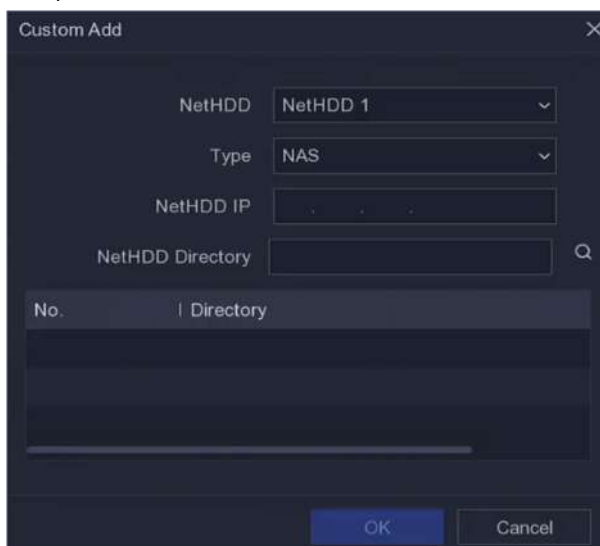 Custom Add
NetHDD NetHDD 1
Type NAS
NetHDD IP . . .
NetHDD Directory
No. Directory
OK Cancel